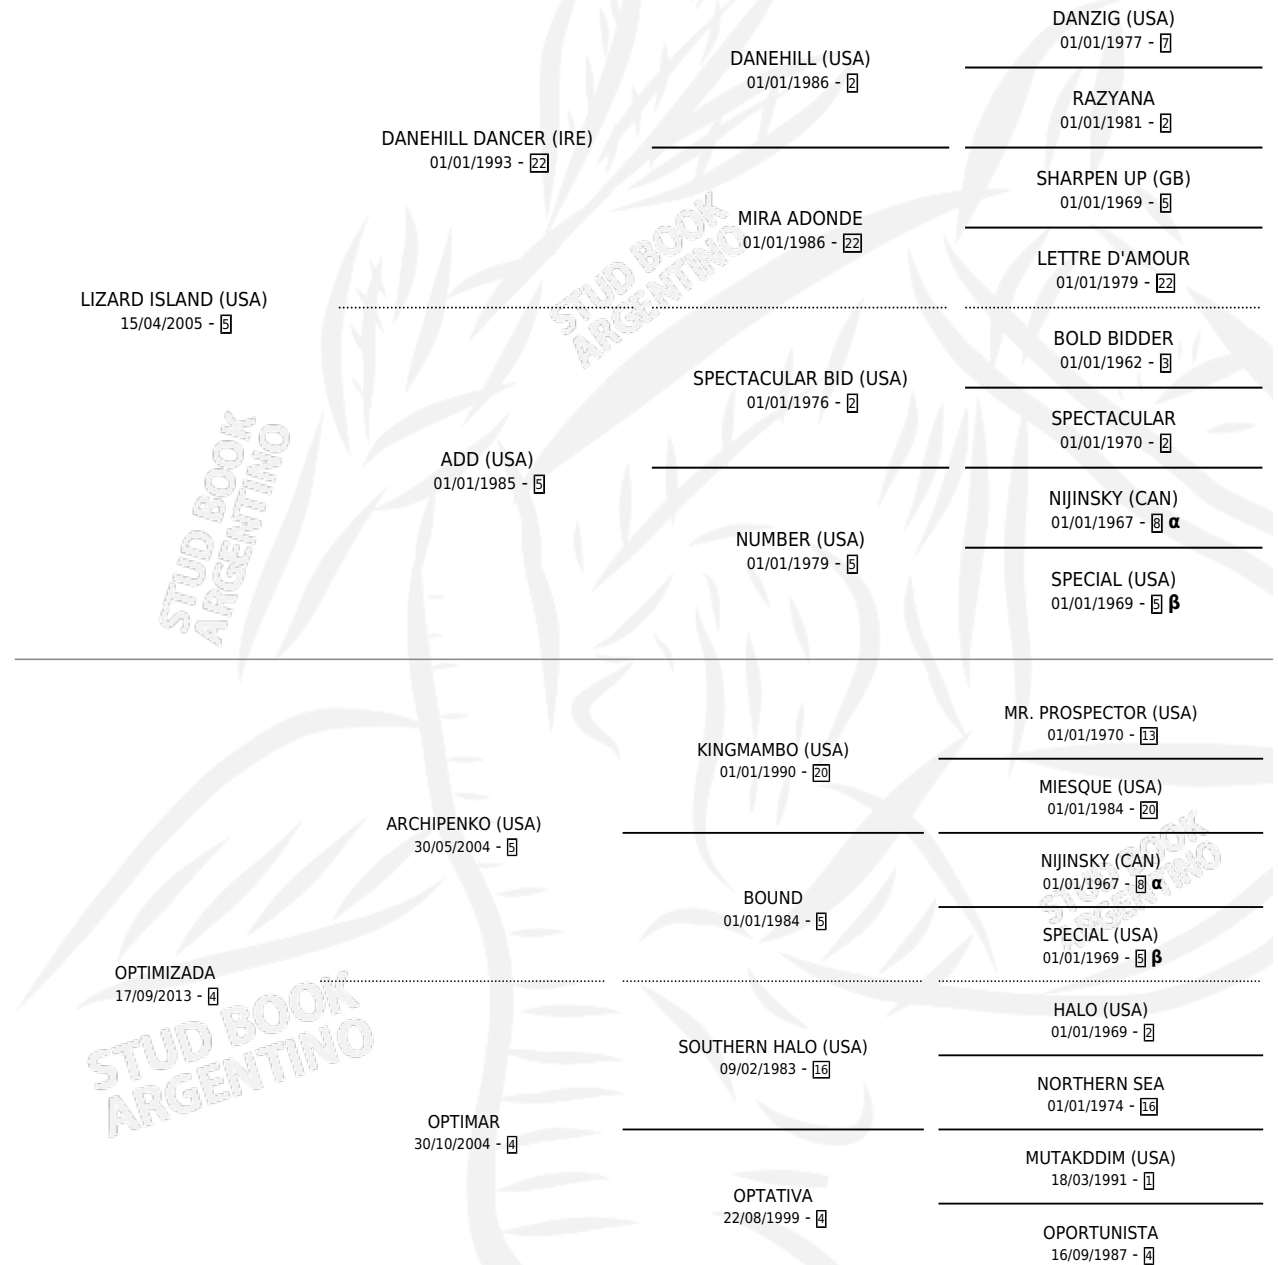 DANZIG (USA)
01/01/1977 - 7
DANEHILL (USA)
01/01/1986 - 2
RAZYANA
01/01/1981 - 2
DANEHILL DANCER (IRE)
01/01/1993 - 22
SHARPEN UP (GB)
01/01/1969 - 5
MIRA ADONDE
01/01/1986 - 22
LETTRE D'AMOUR
01/01/1979 - 22
STUD BOOK
ARGENTINO
LIZARD ISLAND (USA)
15/04/2005 - 5
BOLD BIDDER
01/01/1962 - 3
SPECTACULAR BID (USA)
01/01/1976 - 2
SPECTACULAR
01/01/1970 - 2
ADD (USA)
01/01/1985 - 5
STUD BOOK
ARGENTINO
NIJINSKY (CAN)
01/01/1967 - 8 α
NUMBER (USA)
01/01/1979 - 5
SPECIAL (USA)
01/01/1969 - 5 β
MR. PROSPECTOR (USA)
01/01/1970 - 13
KINGMAMBO (USA)
01/01/1990 - 20
MIESQUE (USA)
01/01/1984 - 20
ARCHIPENKO (USA)
30/05/2004 - 5
STUD BOOK
ARGENTINO
NIJINSKY (CAN)
01/01/1967 - 8 α
BOUND
01/01/1984 - 5
SPECIAL (USA)
01/01/1969 - 5 β
OPTIMIZADA
17/09/2013 - 4
STUD BOOK
ARGENTINO
HALO (USA)
01/01/1969 - 2
SOUTHERN HALO (USA)
09/02/1983 - 16
NORTHERN SEA
01/01/1974 - 16
OPTIMAR
30/10/2004 - 4
MUTAKDDIM (USA)
18/03/1991 - 1
OPTATIVA
22/08/1999 - 4
OPORTUNISTA
16/09/1987 - 4